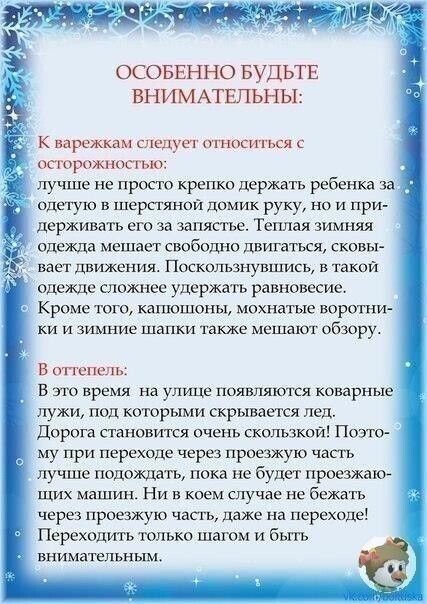 ОСОБЕННО БУДЬТЕ
ВНИМАТЕЛЬНЫ:
К варежкам следует относиться с
осторожностью:
лучше не просто крепко держать ребенка за
одетую в шерстяной домик руку, но и при-
держивать его за запястье. Теплая зимняя
одежда мешает свободно двигаться, сковы-
вает движения. Поскользнувшись, в такой
одежде сложнее удержать равновесие.
Кроме того, капюшоны, мохнатые воротни-
ки и зимние шапки также мешают обзору.
В оттепель:
В это время на улице появляются коварные
лужи, под которыми скрывается лед.
Дорога становится очень скользкой! Поэто-
му при переходе через проезжую часть
лучше подождать, пока не будет проезжаю-
щих машин. Ни в коем случае не бежать
через проезжую часть, даже на переходе!
Переходить только шагом и быть
внимательным.